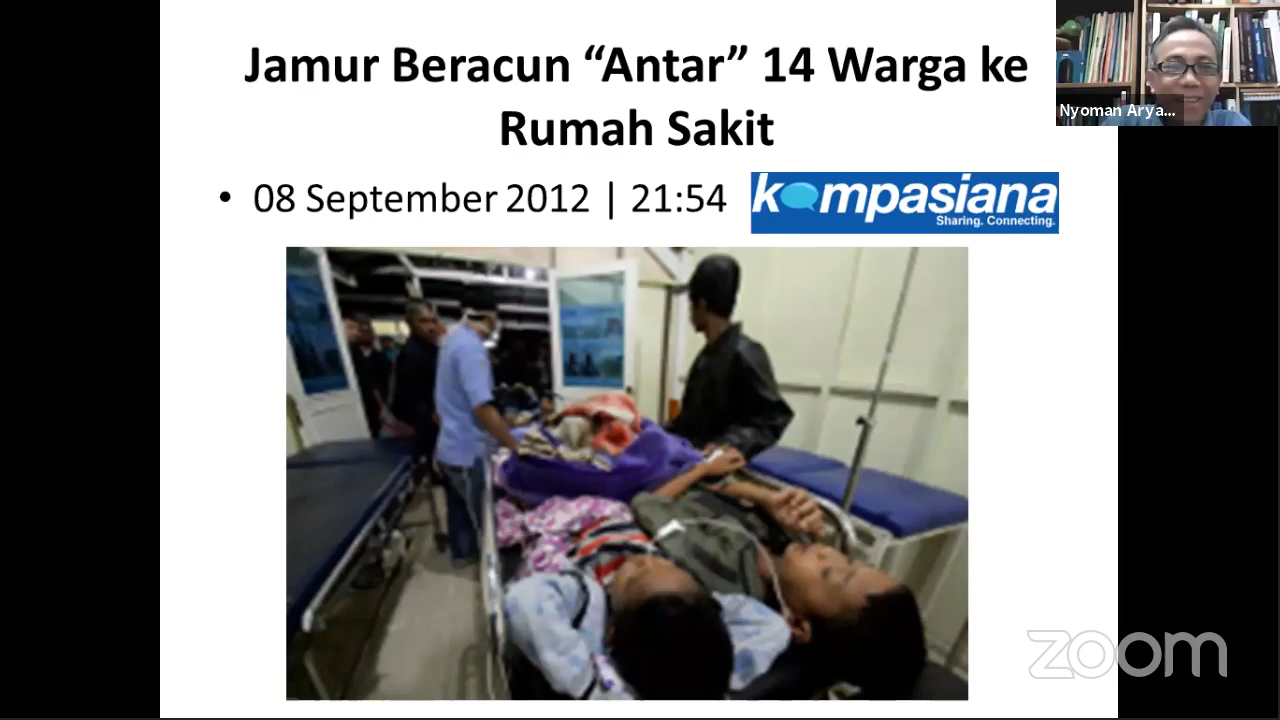 Jamur Beracun “Antar” 14 Warga ke
Rumah Sakit
Nyoman Arya...
• 08 September 2012 | 21:54
kompasiana
Sharing. Connecting.
zoom